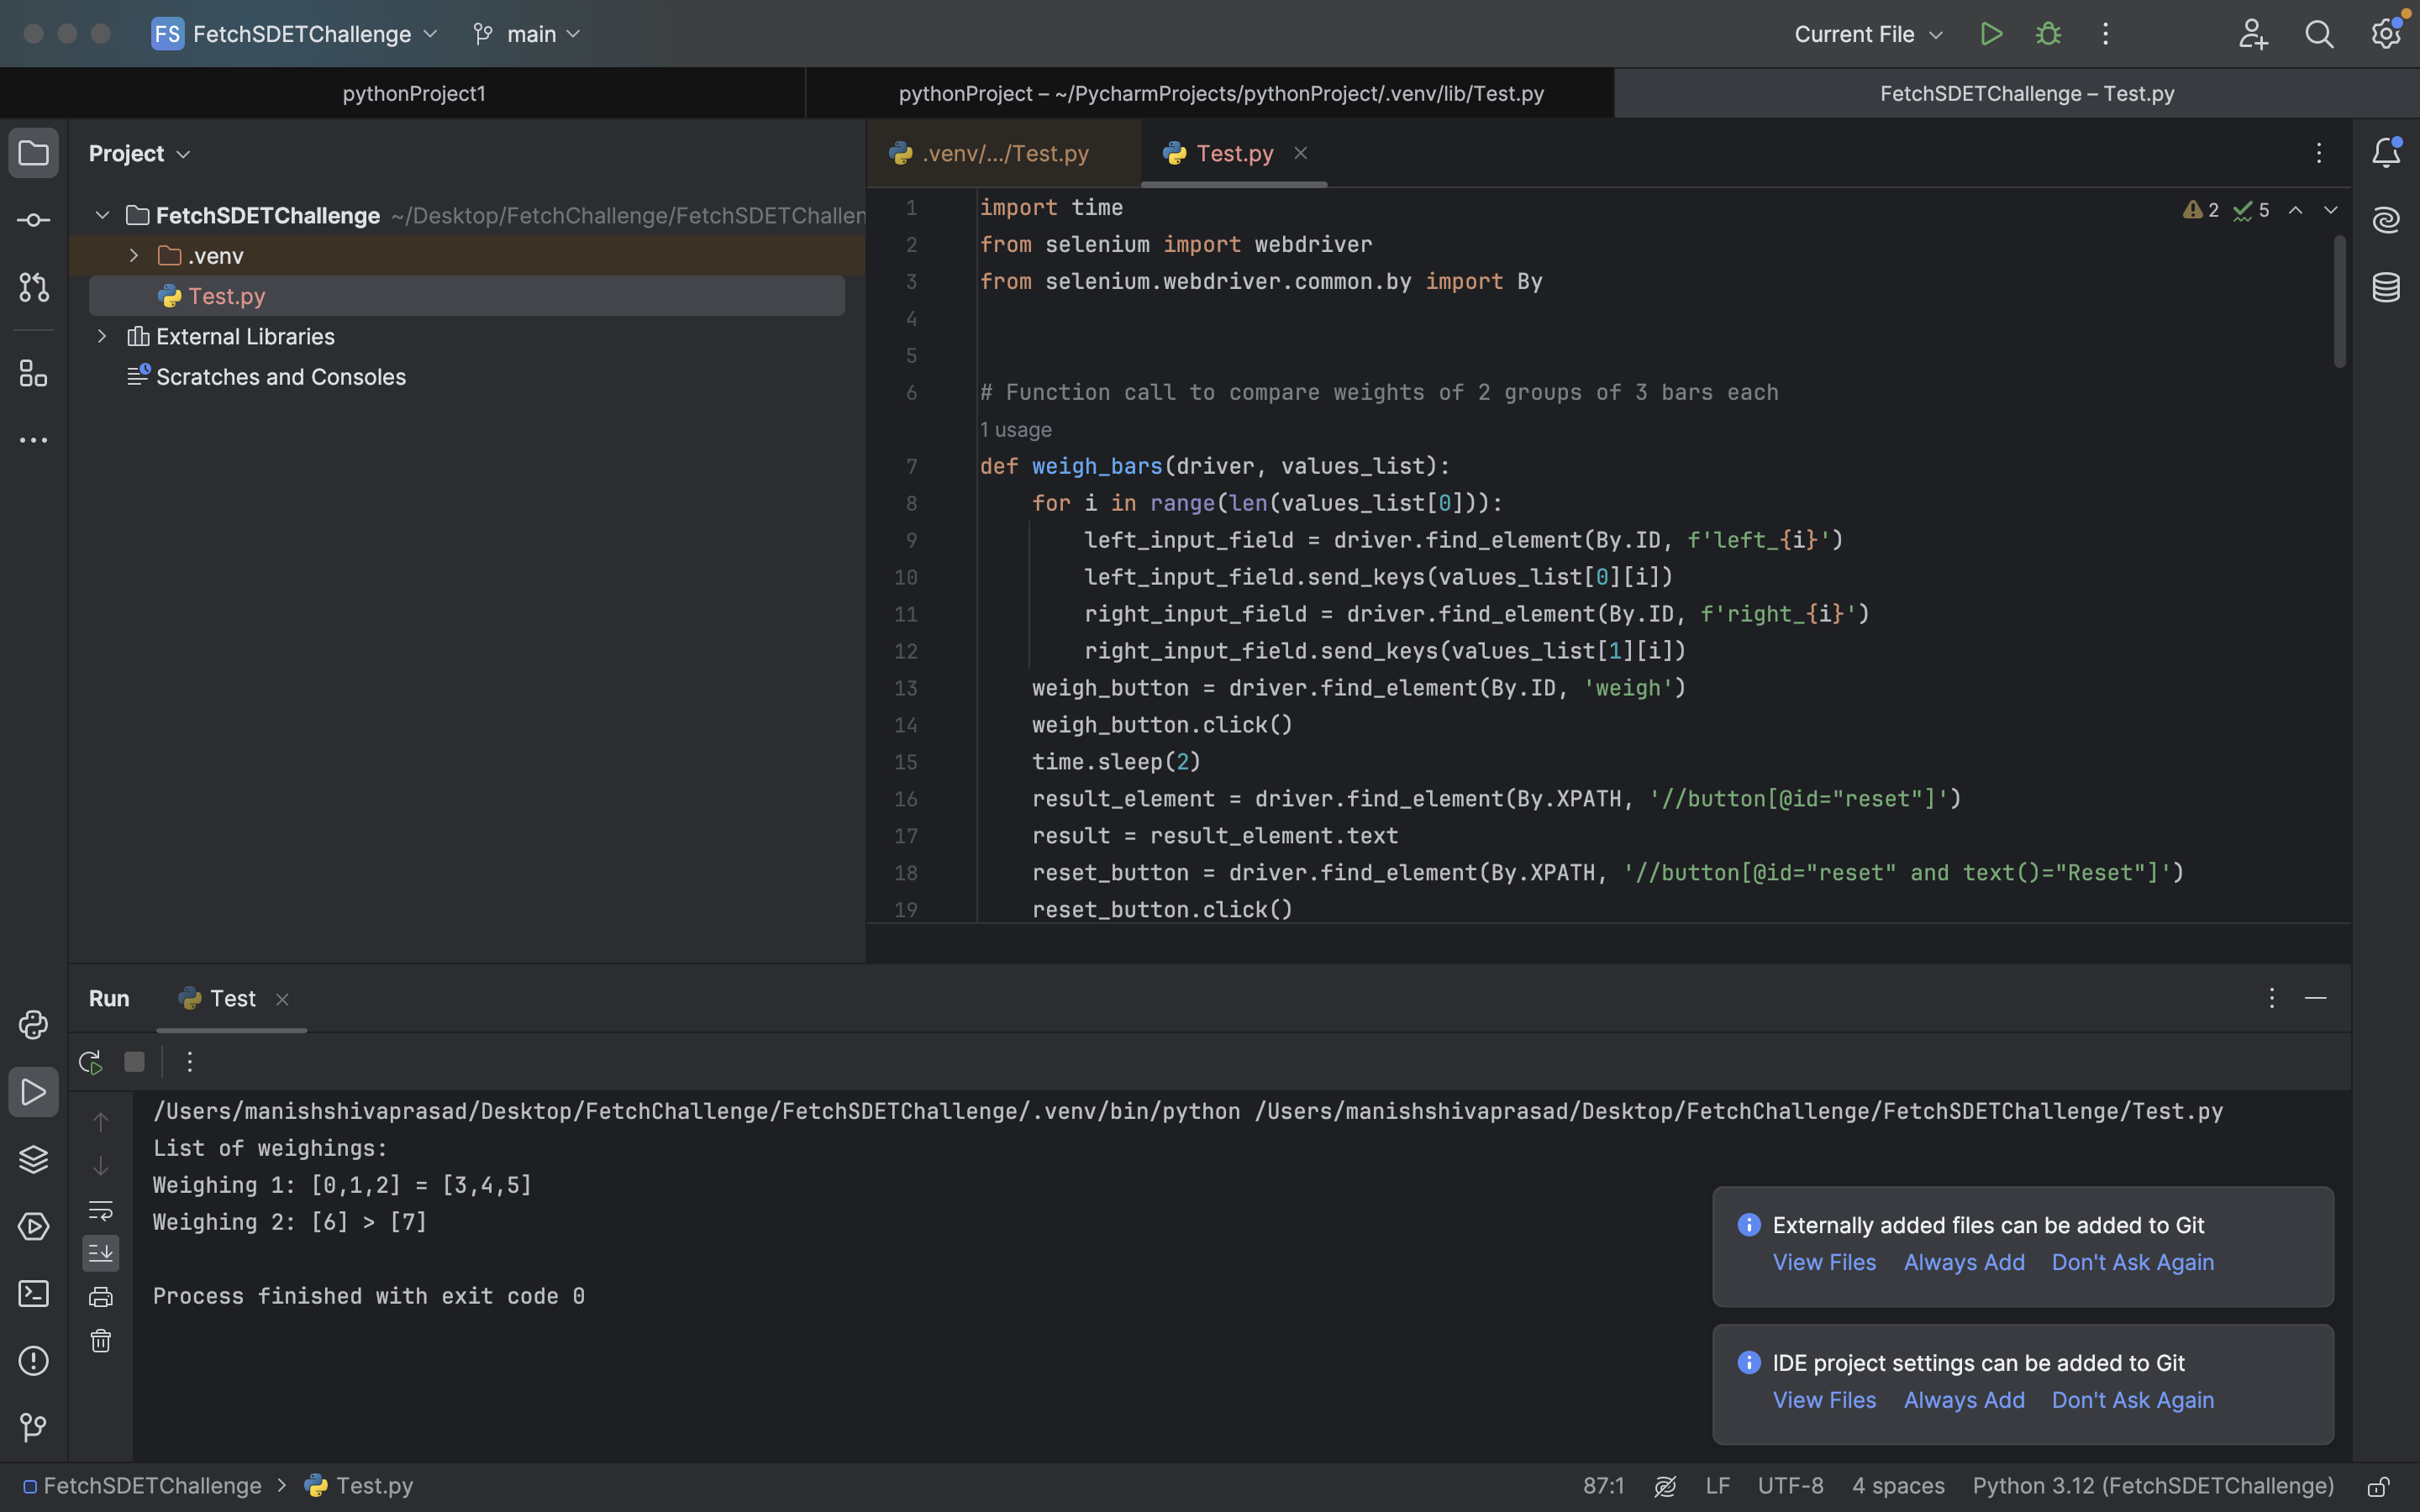 FS FetchSDETChallenge main Current File
pythonProject1
pythonProject – ~/PycharmProjects/pythonProject/.venv/lib/Test.py
FetchSDETChallenge – Test.py
Project
FetchSDETChallenge ~/Desktop/FetchChallenge/FetchSDETChallen
.venv
Test.py
External Libraries
Scratches and Consoles
.venv/.../Test.py
Test.py
2 5
1 import time
2 from selenium import webdriver
3 from selenium.webdriver.common.by import By
4
5
6 # Function call to compare weights of 2 groups of 3 bars each
1 usage
7 def weigh_bars(driver, values_list):
8 for i in range(len(values_list[0])):
9 left_input_field = driver.find_element(By.ID, f'left_{i}')
10 left_input_field.send_keys(values_list[0][i])
11 right_input_field = driver.find_element(By.ID, f'right_{i}')
12 right_input_field.send_keys(values_list[1][i])
13 weigh_button = driver.find_element(By.ID, 'weigh')
14 weigh_button.click()
15 time.sleep(2)
16 result_element = driver.find_element(By.XPATH, '//button[@id="reset"]')
17 result = result_element.text
18 reset_button = driver.find_element(By.XPATH, '//button[@id="reset" and text()="Reset"]')
19 reset_button.click()
Run Test
/Users/manishshivaprasad/Desktop/FetchChallenge/FetchSDETChallenge/.venv/bin/python /Users/manishshivaprasad/Desktop/FetchChallenge/FetchSDETChallenge/Test.py
List of weighings:
Weighing 1: [0,1,2] = [3,4,5]
Weighing 2: [6] > [7]
Process finished with exit code 0
Externally added files can be added to Git
View Files Always Add Don't Ask Again
IDE project settings can be added to Git
View Files Always Add Don't Ask Again
FetchSDETChallenge > Test.py
87:1 LF UTF-8 4 spaces Python 3.12 (FetchSDETChallenge)